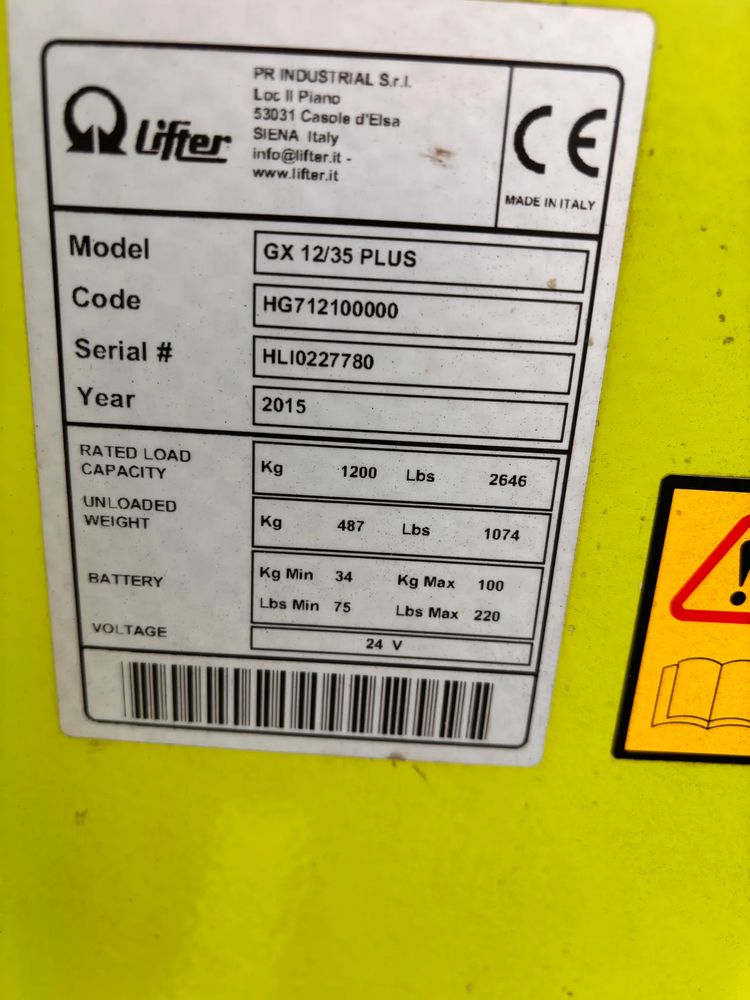 Lifter
PR INDUSTRIAL S.r.l.
Loc Il Piano
53031 Casole d'Elsa
SIENA Italy
info@lifter.it -
www.lifter.it
CE
MADE IN ITALY
Model GX 12/35 PLUS
Code HG712100000
Serial # HLI0227780
Year 2015
RATED LOAD
CAPACITY Kg 1200 Lbs 2646
UNLOADED
WEIGHT Kg 487 Lbs 1074
BATTERY Kg Min 34 Kg Max 100
Lbs Min 75 Lbs Max 220
VOLTAGE 24 V